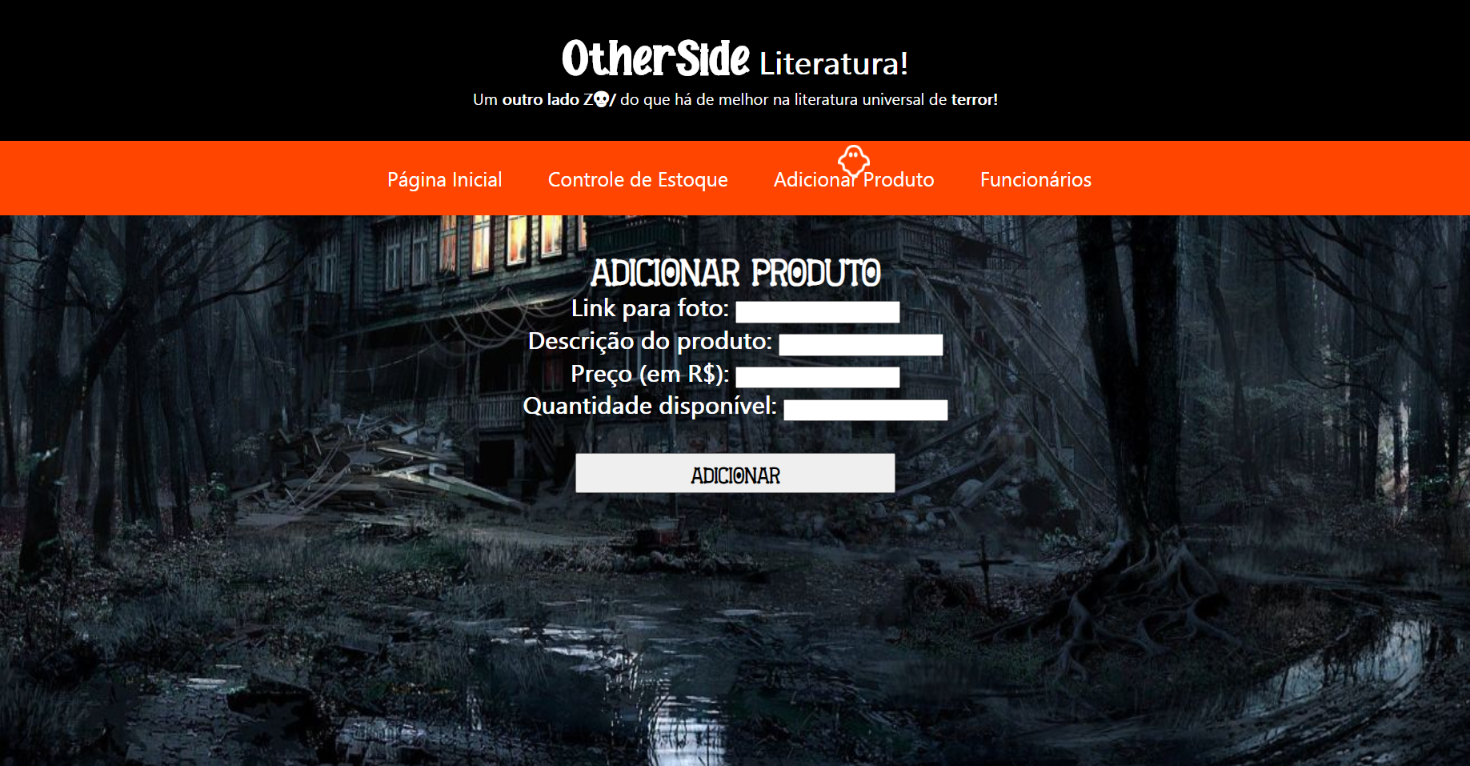 OtherSide Literatura!
Um outro lado Z💀/ do que há de melhor na literatura universal de terror!
Página Inicial Controle de Estoque Adicionar Produto Funcionários
ADICIONAR PRODUTO
Link para foto:
Descrição do produto:
Preço (em R$):
Quantidade disponível:
ADICIONAR